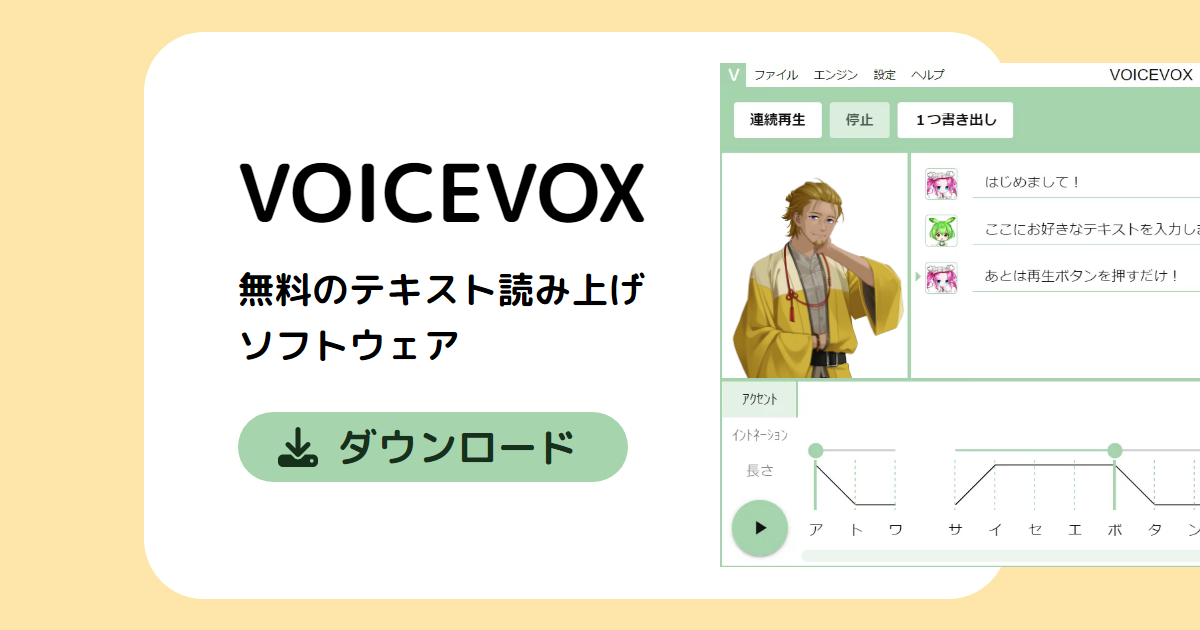 VOICEVOX
無料のテキスト読み上げ
ソフトウェア
ダウンロード
V ファイル エンジン 設定 ヘルプ VOICEVOX
連続再生 停止 1つ書き出し
はじめまして！
ここにお好きなテキストを入力しま
あとは再生ボタンを押すだけ！
アクセント
イントネーション
長さ
ア ト ワ サ イ セ エ ボ タ ン